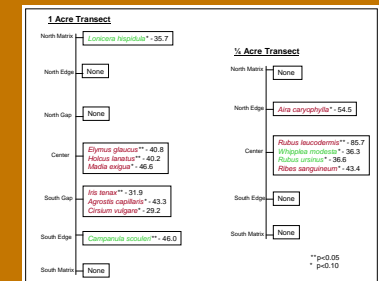 1 Acre Transect
North Matrix
Lonicera hispidula* - 35.7
North Edge
None
North Gap
None
Center
Elymus glaucus** - 40.8
Holcus lanatus** - 40.2
Madia exigua* - 46.6
South Gap
Iris tenax** - 31.9
Agrostis capillaris* - 43.3
Cirsium vulgare* - 29.2
South Edge
Campanula scouleri** - 46.0
South Matrix
None
¼ Acre Transect
North Matrix
None
North Edge
Aira caryophylla* - 54.5
Center
Rubus leucodermis** - 85.7
Whipplea modesta* - 36.3
Rubus ursinus* - 36.6
Ribes sanguineum* - 43.4
South Edge
None
South Matrix
None
**p<0.05
* p<0.10